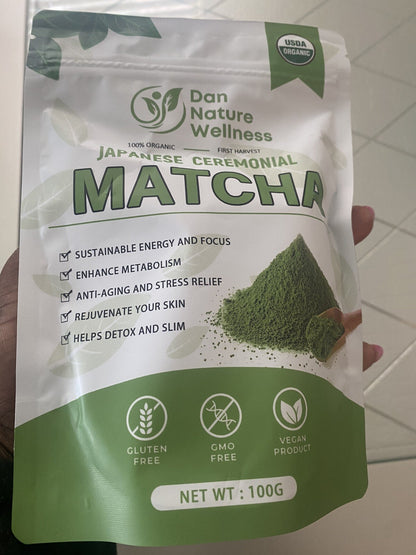 USDA
ORGANIC
Dan
Nature
Wellness
100% ORGANIC FIRST HARVEST
JAPANESE CEREMONIAL
MATCHA
SUSTAINABLE ENERGY AND FOCUS
ENHANCE METABOLISM
ANTI-AGING AND STRESS RELIEF
REJUVENATE YOUR SKIN
HELPS DETOX AND SLIM
GLUTEN
FREE
GMO
FREE
VEGAN
PRODUCT
NET WT : 100G